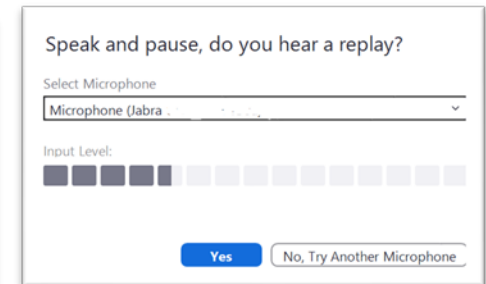 Speak and pause, do you hear a replay?
Select Microphone
Microphone (Jabra
Input Level:
Yes
No, Try Another Microphone